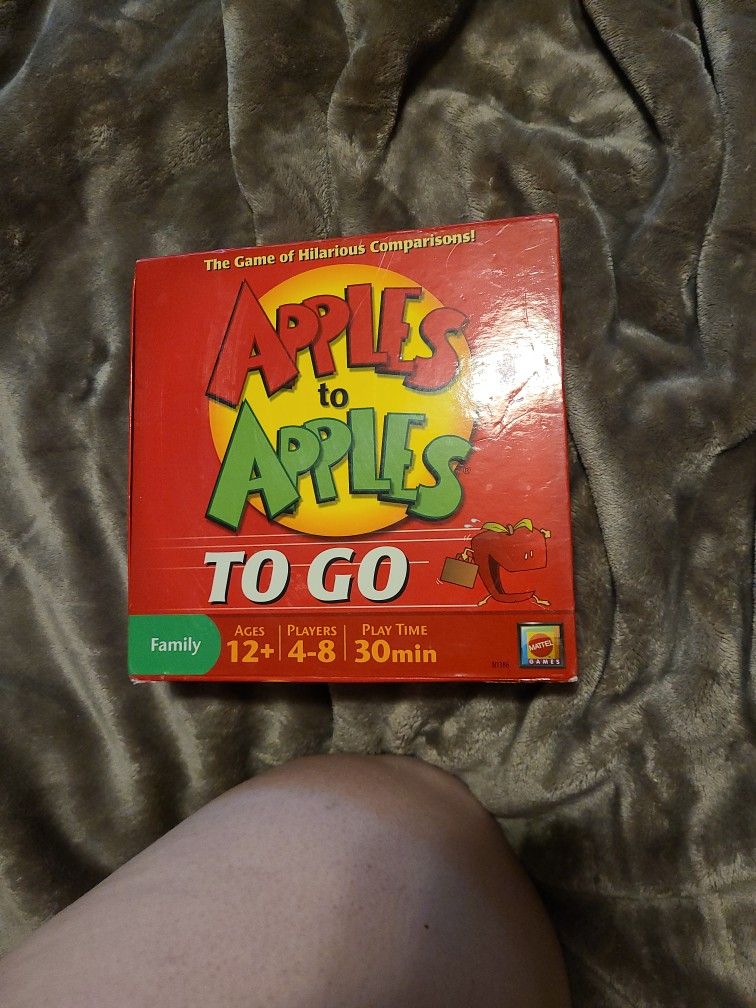 The Game of Hilarious Comparisons!
APPLES
to
APPLES
TO GO
Family
AGES
12+
PLAYERS
4-8
PLAY TIME
30min
MATTEL
GAMES